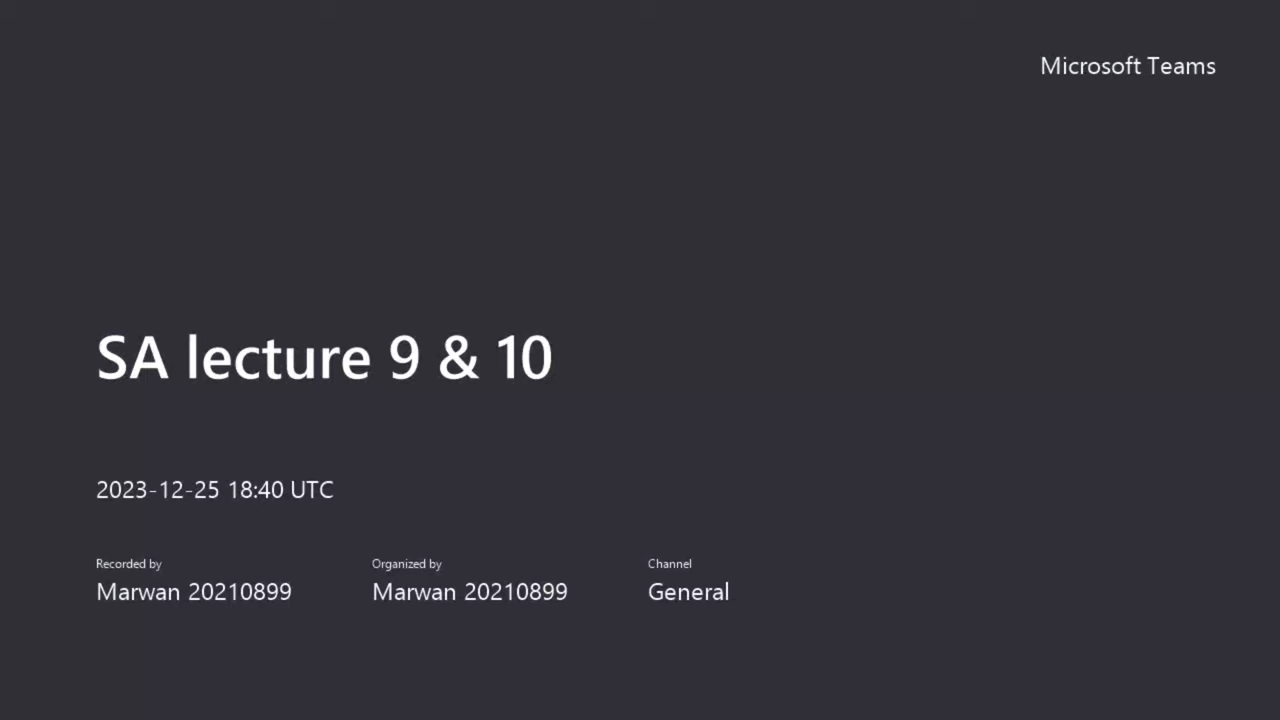 Microsoft Teams
SA lecture 9 & 10
2023-12-25 18:40 UTC
Recorded by
Marwan 20210899
Organized by
Marwan 20210899
Channel
General